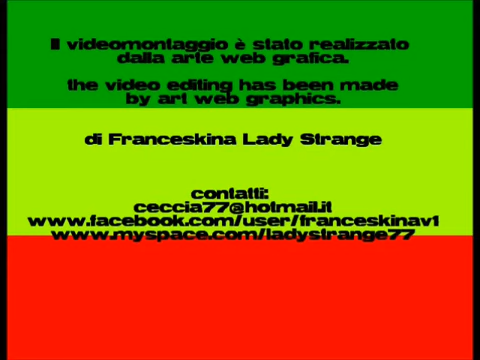 Il videomontaggio è stato realizzato
dalla arte web grafica.
the video editing has been made
by art web graphics.
di Franceskina Lady Strange
contatti:
ceccia77@hotmail.it
www.facebook.com/user/franceskinav1
www.myspace.com/ladystrange77